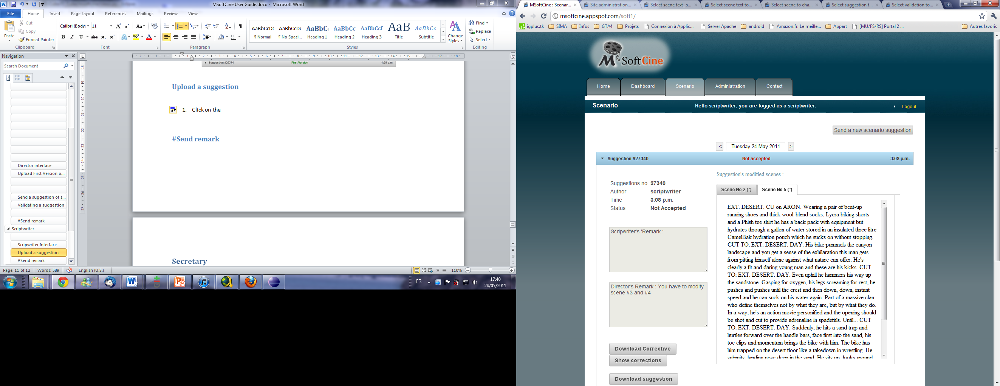 MSoftCine User Guide.docx - Microsoft Word
File Home Insert Page Layout References Mailings Review View
Paste
Cut
Copy
Format Painter
Clipboard
Calibri (Body) 11
Font
Paragraph
AaBbCcDc AaBbCcDc AaBbC AaBbCc AaBbCcI AaB AaBbCc.
¶ Normal ¶ No Spaci... Heading 1 Heading 2 Heading 3 Title Subtitle
Change Styles
Styles
Find
Replace
Select
Editing
Navigation
Search Document
Director interface
Upload First Version o...
Send a suggestion of s...
Validating a suggestion
#Send remark
Scriptwriter
Scripwriter Interface
Upload a suggestion
#Send remark
Suggestion #29374 First Version 1:35 p.m.
Upload a suggestion
1. Click on the
#Send remark
Secretary
Page: 11 of 12 Words: 589 English (U.S.) 110%
FR 17:40
24/05/2011
MSoftCine : Scenar... Site administration... Select scene text_ s... Select scene text to... Select scene to cha... Select suggestion t... Select validation to...
msoftcine.appspot.com/soft1/
igplus.tk SIMA Infos GTA4 Projets Connexion à Applic... Server Apache android Amazon.fr: Le meille... Appart [MU/FS/RS] Portal 2 ... Autres favoris
M SoftCine
Home Dashboard Scenario Administration Contact
Scenario Hello scriptwriter, you are logged as a scriptwriter. Logout
Send a new scenario suggestion
< Tuesday 24 May 2011 >
Suggestion #27340 Not accepted 3:08 p.m.
Suggestions no. 27340
Author scriptwriter
Time 3:08 p.m.
Status Not Accepted
Scripwriter's 'Remark :
Director's Remark : You have to modify
scene #3 and #4
Download Corrective
Show corrections
Download suggestion
Suggestion's modified scenes :
Scene No 2 (*) Scene No 5 (*)
EXT. DESERT. CU on ARON. Wearing a pair of beat-up
running shoes and thick wool-blend socks, Lycra biking shorts
and a Phish tee shirt he has a back pack with equipment but
hydrates through a gallon of water stored in an insulated three litre
CamelBak hydration pouch which he sucks on without stopping.
CUT TO: EXT. DESERT. DAY. His bike pummels the canyon
landscape and you get a sense of the exhilaration this man gets
from pitting himself alone against what nature can offer. He's
clearly a fit and daring young man and these are his kicks. CUT
TO: EXT. DESERT. DAY. Even uphill he hammers his way up
the sandstone. Gasping for oxygen, his legs screaming for rest, he
pushes and pushes until the crest and then down, down, instant
speed and he can suck on his water again. Part of a massive clan
who define themselves not by what they are, but by what they do.
In a way, he's an action movie personified and the opening should
be shot and cut to provide adrenaline in spadefuls. Until... CUT
TO: EXT. DESERT. DAY. Suddenly, he hits a sand trap and
hurtles forward over the handle bars, face first into the sand, his
toe clips and momentum brings the bike with him. The bike has
him trapped on the desert floor like a takedown in wrestling. He
submits, landing nose deep in the sand. He sits up, looks around